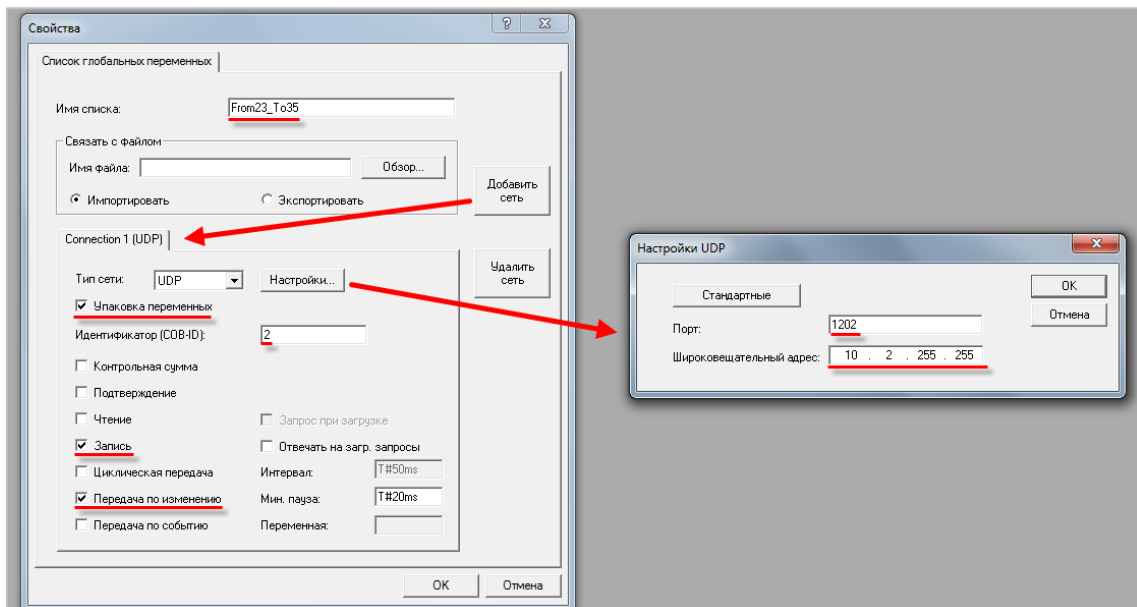 Свойства
Список глобальных переменных
Имя списка: From23_To35
Связать с файлом
Имя файла: Обзор...
Импортировать Экспортировать
Добавить сеть
Connection 1 (UDP)
Тип сети: UDP Настройки...
Удалить сеть
Упаковка переменных
Идентификатор (COB-ID): 2
Контрольная сумма
Подтверждение
Чтение Запрос при загрузке
Запись Отвечать на загр. запросы
Циклическая передача Интервал: T#50ms
Передача по изменению Мин. пауза: T#20ms
Передача по событию Переменная:
OK Отмена
Настройки UDP
Стандартные OK
Порт: 1202 Отмена
Широковещательный адрес: 10 . 2 . 255 . 255